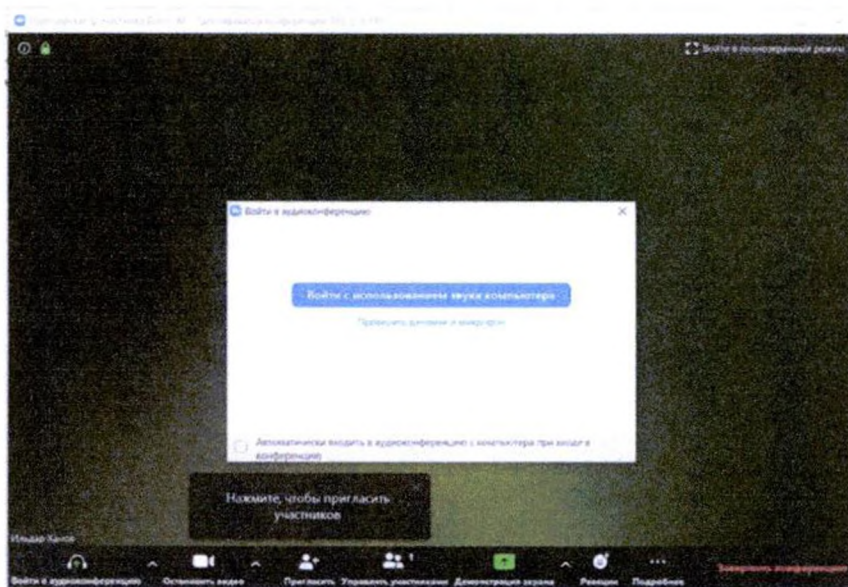 Войти в полноэкранный режим
Войти в аудиоконференцию
Войти с использованием звука компьютера
Проверить динамик и микрофон
Автоматически входить в аудиоконференцию с компьютера при входе в
конференцию
Нажмите, чтобы пригласить
участников
Ильдар Ханов
Войти в аудиоконференцию Остановить видео Пригласить Управлять участниками 1 Демонстрация экрана Реакции Подробнее Завершить конференцию